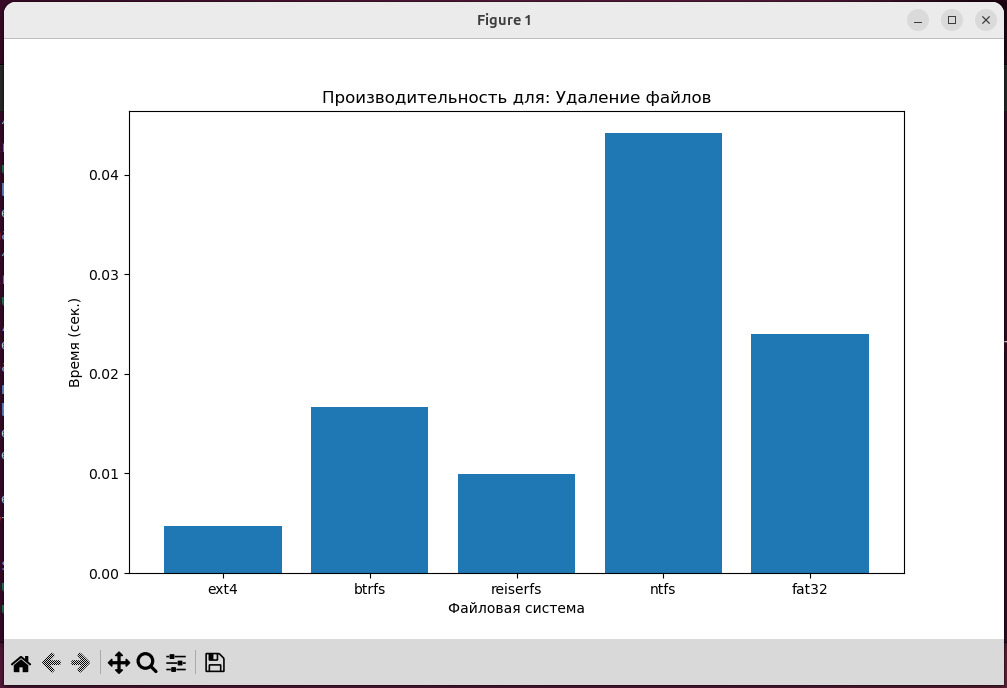 Figure 1
Производительность для: Удаление файлов
0.04
0.03
0.02
0.01
0.00
Время (сек.)
ext4 btrfs reiserfs ntfs fat32
Файловая система